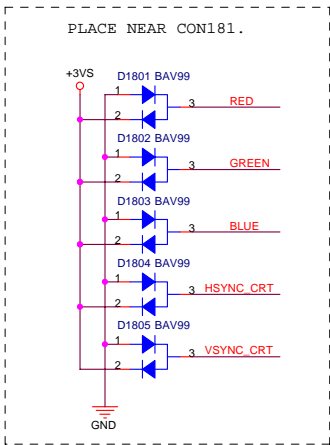 PLACE NEAR CON181.
+3VS
D1801 BAV99
1
3
RED
2
D1802 BAV99
1
3
GREEN
2
D1803 BAV99
1
3
BLUE
2
D1804 BAV99
1
3
HSYNC_CRT
2
D1805 BAV99
1
3
VSYNC_CRT
2
GND